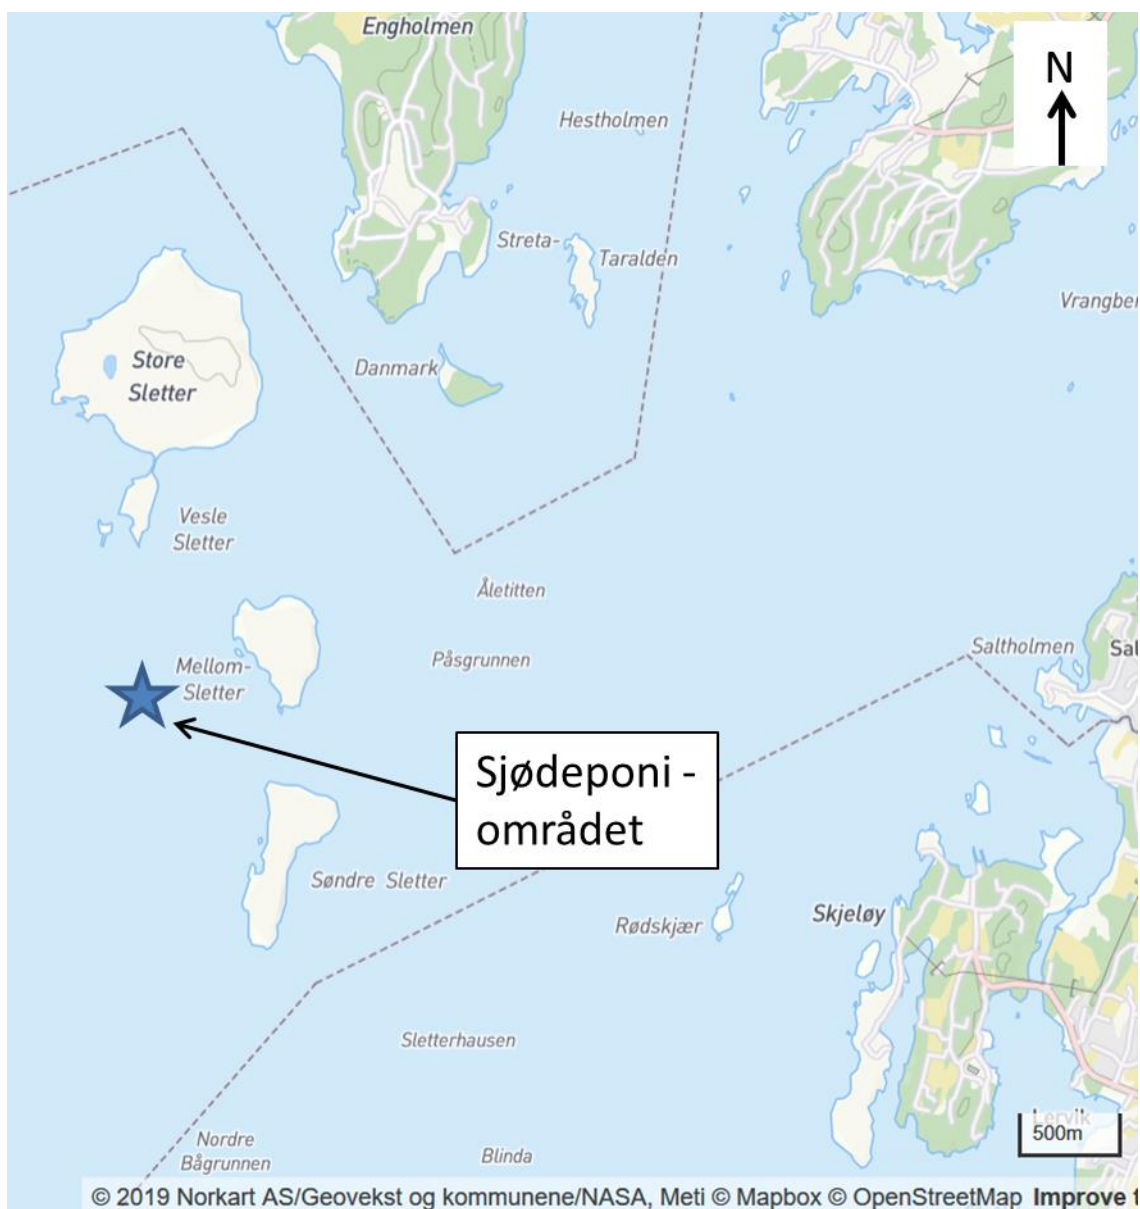 Engholmen
N
Hestholmen
Streta-
Taralden
Vrangber
Store
Sletter
Danmark
Vesle
Sletter
Åletitten
Påsgrunnen
Saltholmen
Sal
Mellom-
Sletter
Sjødeponi -
området
Søndre Sletter
Rødskjær
Skjeløy
Sletterhausen
Lervik
500m
Nordre
Bågrunnen
Blinda
© 2019 Norkart AS/Geovekst og kommunene/NASA, Meti © Mapbox © OpenStreetMap Improve t